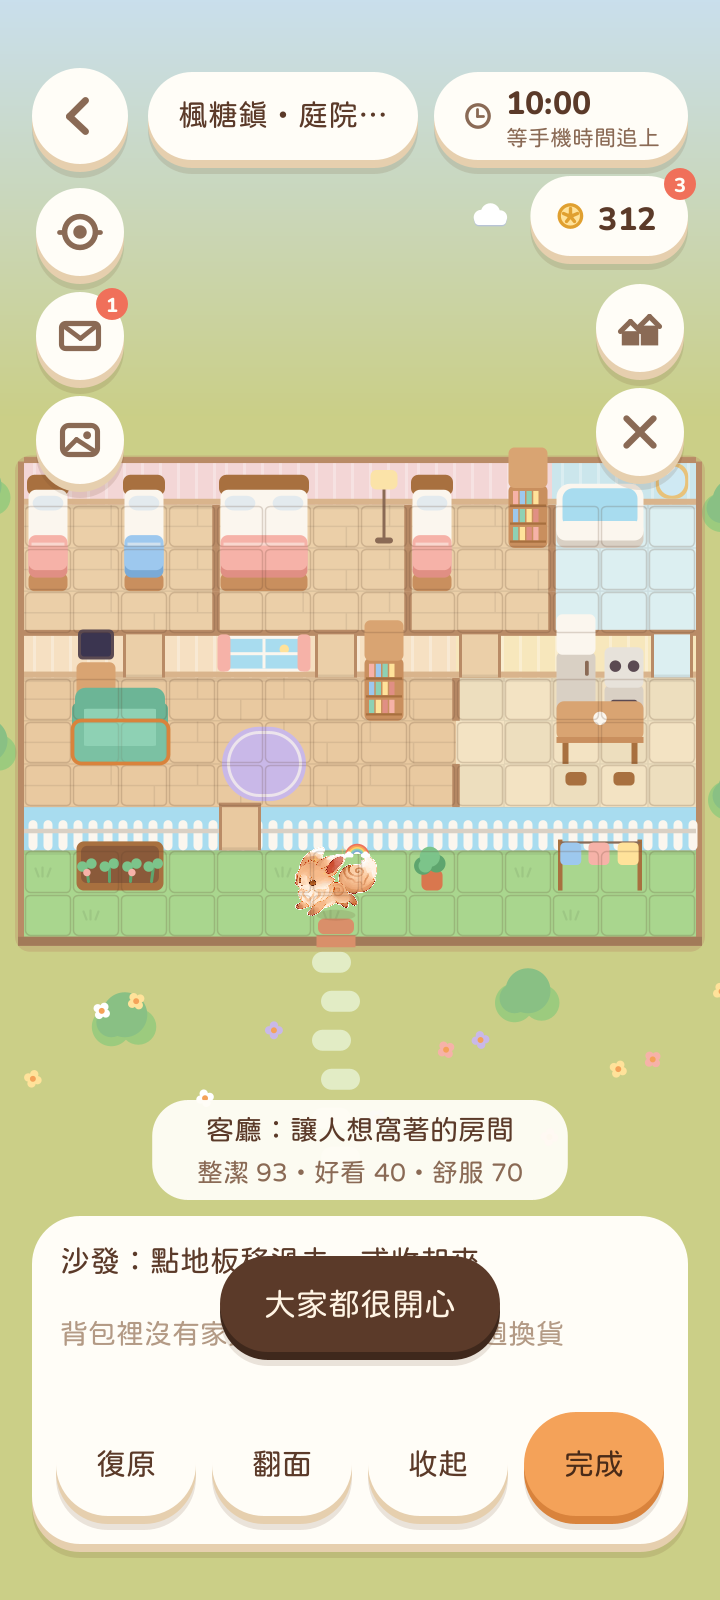 楓糖鎮・庭院…
10:00
等手機時間追上
3
312
1
客廳：讓人想窩著的房間
整潔 93・好看 40・舒服 70
沙發：點地板移過去，或收起來
大家都很開心
背包裡沒有家
週換貨
復原
翻面
收起
完成